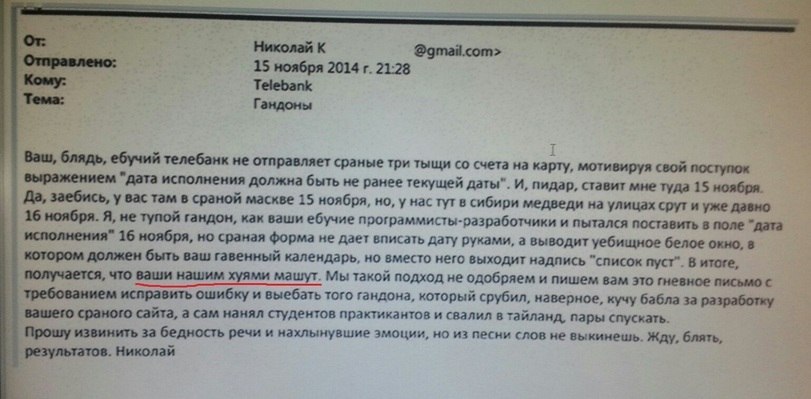 От:
Николай К @gmail.com>
Отправлено:
15 ноября 2014 г. 21:28
Кому:
Telebank
Тема:
Гандоны
Ваш, блядь, ебучий телебанк не отправляет сраные три тыщи со счета на карту, мотивируя свой поступок
выражением "дата исполнения должна быть не ранее текущей даты". И, пидар, ставит мне туда 15 ноября.
Да, заебись, у вас там в сраной маскве 15 ноября, но, у нас тут в сибири медведи на улицах срут и уже давно
16 ноября. Я, не тупой гандон, как ваши ебучие программисты-разработчики и пытался поставить в поле "дата
исполнения" 16 ноября, но сраная форма не дает вписать дату руками, а выводит уебищное белое окно, в
котором должен быть ваш гавенный календарь, но вместо него выходит надпись "список пуст". В итоге,
получается, что ваши нашим хуями машут. Мы такой подход не одобряем и пишем вам это гневное письмо с
требованием исправить ошибку и выебать того гандона, который срубил, наверное, кучу бабла за разработку
вашего сраного сайта, а сам нанял студентов практикантов и свалил в тайланд, пары спускать.
Прошу извинить за бедность речи и нахлынувшие эмоции, но из песни слов не выкинешь. Жду, блять,
результатов. Николай